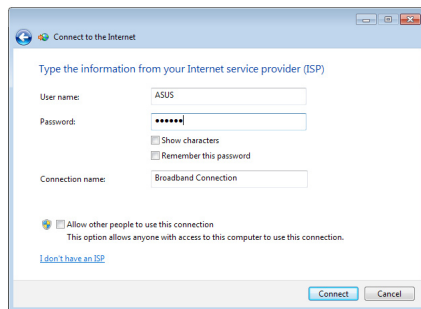 Connect to the Internet
Type the information from your Internet service provider (ISP)
User name: ASUS
Password: ••••••
Show characters
Remember this password
Connection name: Broadband Connection
Allow other people to use this connection
This option allows anyone with access to this computer to use this connection.
I don't have an ISP
Connect Cancel